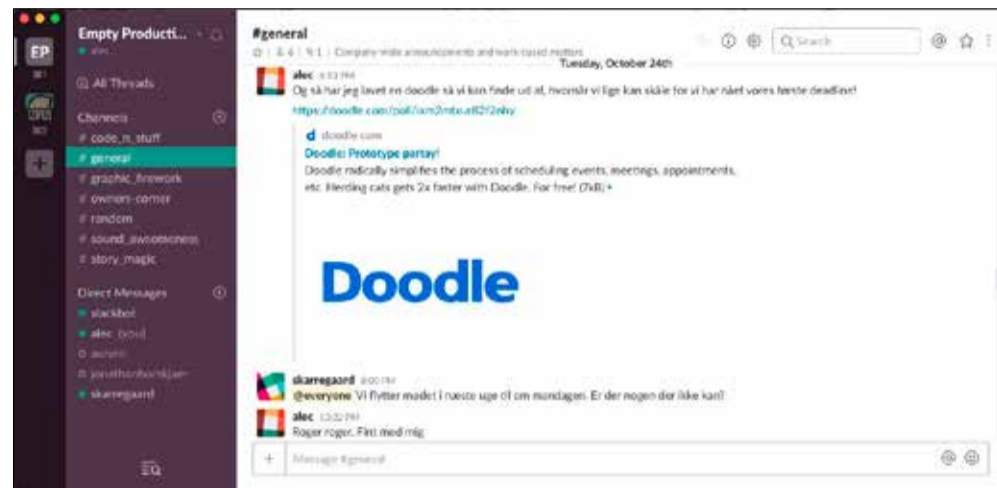 EP
Empty Producti...
alec
All Threads
Channels
# code_n_stuff
# general
# graphic_firework
# owners-corner
# random
# sound_awesomeness
# story_magic
Direct Messages
slackbot
alec (you)
skarregaard
#general
6 | 1 | Company-wide announcements and work-based matters
Search
Tuesday, October 24th
alec
Og så har jeg lavet en doodle så vi kan finde ud af, hvornår vi lige kan skåle for vi har nået vores første deadline!
d doodle.com
Doodle: Prototype partay!
Doodle radically simplifies the process of scheduling events, meetings, appointments,
etc. Herding cats gets 2x faster with Doodle. For free! (7kB)
Doodle
skarregaard
@everyone Vi flytter mødet i næste uge til om mandagen. Er der nogen der ikke kan?
alec
Roger roger. Fint med mig
+ Message #general